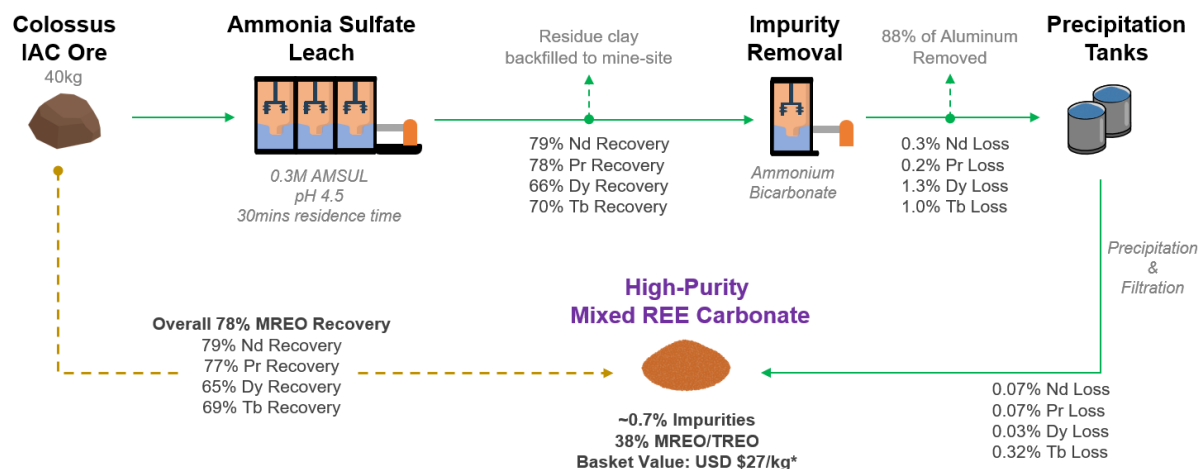 Colossus
IAC Ore
40kg
Ammonia Sulfate
Leach
0.3M AMSUL
pH 4.5
30mins residence time
Residue clay
backfilled to mine-site
79% Nd Recovery
78% Pr Recovery
66% Dy Recovery
70% Tb Recovery
Impurity
Removal
Ammonium
Bicarbonate
88% of Aluminum
Removed
0.3% Nd Loss
0.2% Pr Loss
1.3% Dy Loss
1.0% Tb Loss
Precipitation
Tanks
Precipitation
&
Filtration
0.07% Nd Loss
0.07% Pr Loss
0.03% Dy Loss
0.32% Tb Loss
High-Purity
Mixed REE Carbonate
~0.7% Impurities
38% MREO/TREO
Basket Value: USD $27/kg*
Overall 78% MREO Recovery
79% Nd Recovery
77% Pr Recovery
65% Dy Recovery
69% Tb Recovery